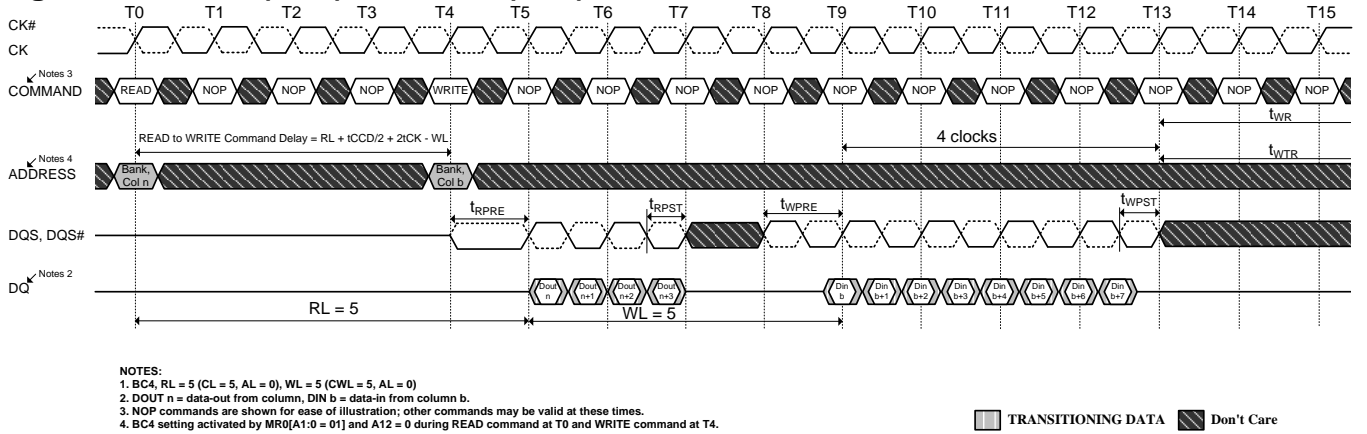 T0 T1 T2 T3 T4 T5 T6 T7 T8 T9 T10 T11 T12 T13 T14 T15
CK#
CK
Notes 3
COMMAND READ NOP NOP NOP WRITE NOP NOP NOP NOP NOP NOP NOP NOP NOP NOP NOP
tWR
READ to WRITE Command Delay = RL + tCCD/2 + 2tCK - WL
4 clocks
Notes 4
tWTR
ADDRESS Bank, Col n Bank, Col b
tRPRE tRPST tWPRE tWPST
DQS, DQS#
Notes 2
DQ Dout n Dout n+1 Dout n+2 Dout n+3 Din b Din b+1 Din b+2 Din b+3 Din b+4 Din b+5 Din b+6 Din b+7
RL = 5 WL = 5
NOTES:
1. BC4, RL = 5 (CL = 5, AL = 0), WL = 5 (CWL = 5, AL = 0)
2. DOUT n = data-out from column, DIN b = data-in from column b.
3. NOP commands are shown for ease of illustration; other commands may be valid at these times.
4. BC4 setting activated by MR0[A1:0 = 01] and A12 = 0 during READ command at T0 and WRITE command at T4.
TRANSITIONING DATA Don't Care